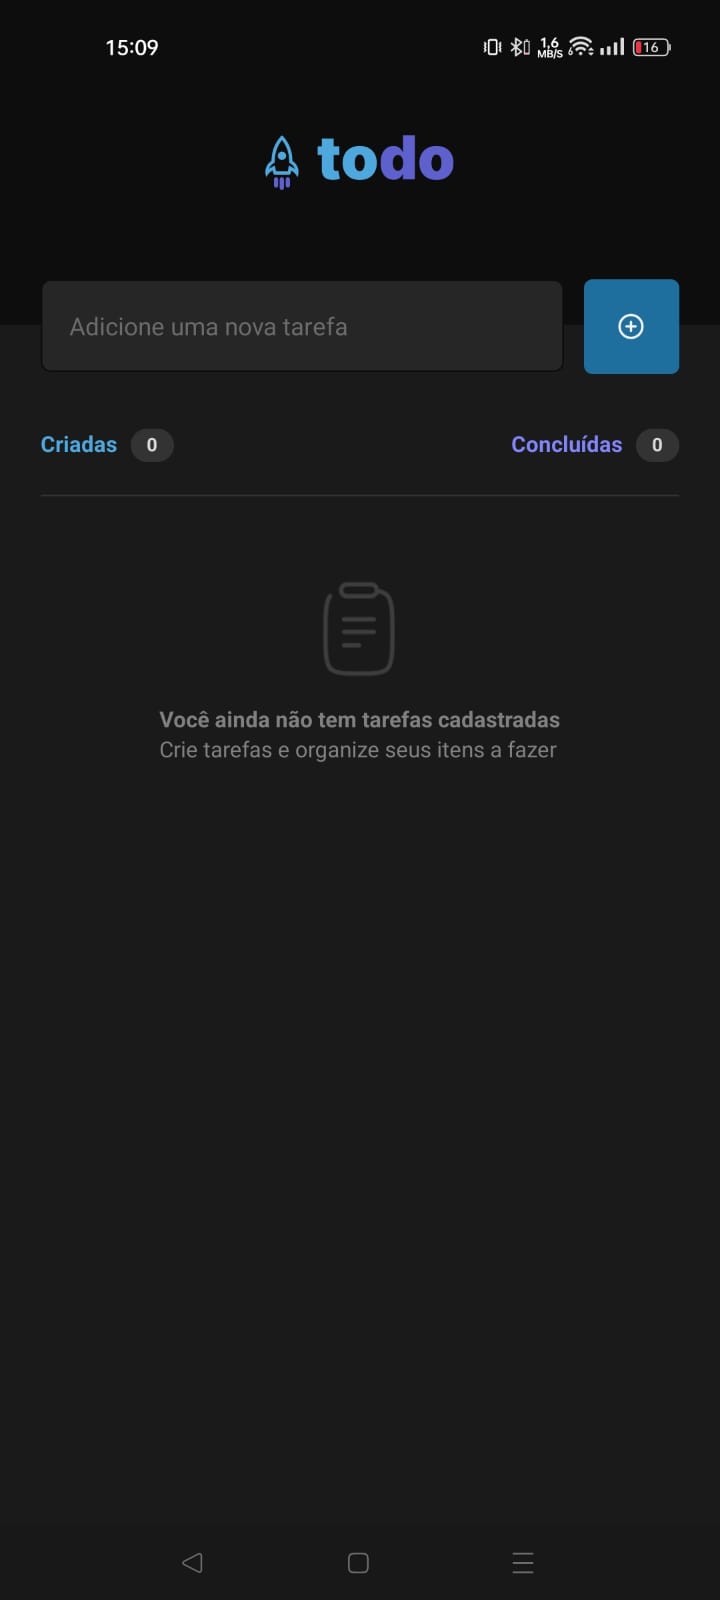 15:09
1,6
MB/S
16
todo
Adicione uma nova tarefa
Criadas 0
Concluídas 0
Você ainda não tem tarefas cadastradas
Crie tarefas e organize seus itens a fazer